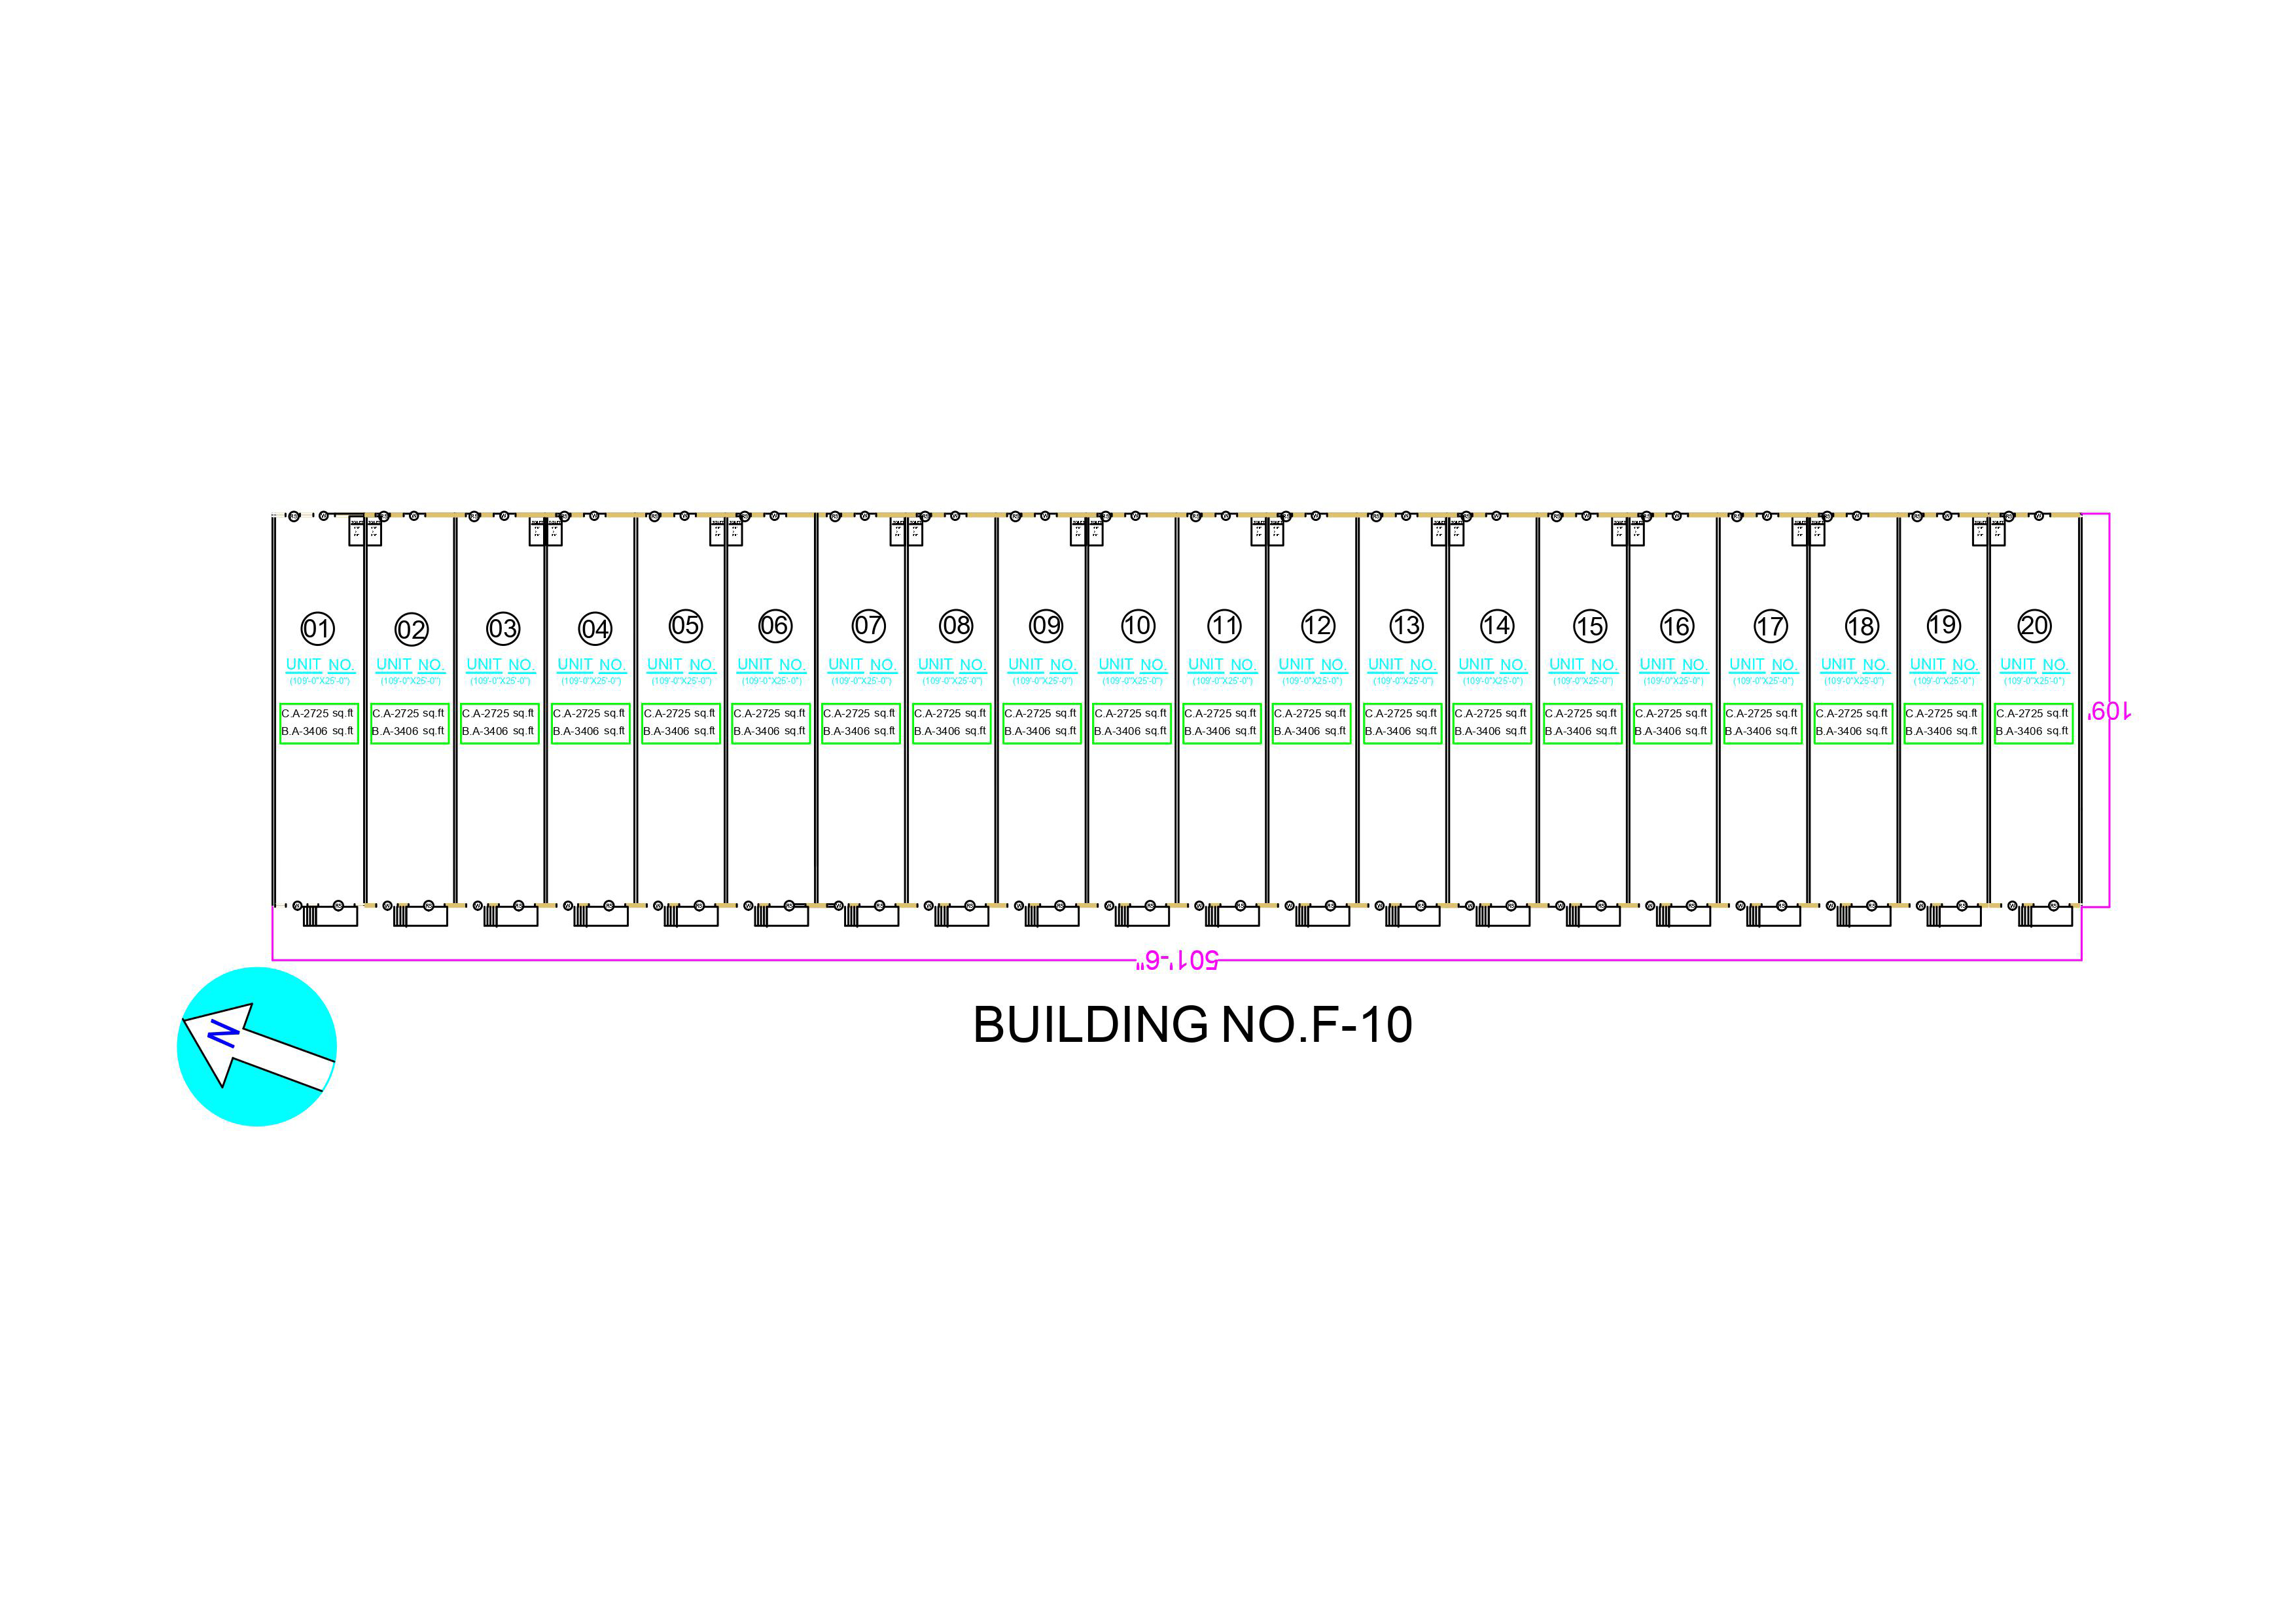 01 02 03 04 05 06 07 08 09 10 11 12 13 14 15 16 17 18 19 20
UNIT NO. UNIT NO. UNIT NO. UNIT NO. UNIT NO. UNIT NO. UNIT NO. UNIT NO. UNIT NO. UNIT NO. UNIT NO. UNIT NO. UNIT NO. UNIT NO. UNIT NO. UNIT NO. UNIT NO. UNIT NO. UNIT NO. UNIT NO.
(109'-0"X25'-0") (109'-0"X25'-0") (109'-0"X25'-0") (109'-0"X25'-0") (109'-0"X25'-0") (109'-0"X25'-0") (109'-0"X25'-0") (109'-0"X25'-0") (109'-0"X25'-0") (109'-0"X25'-0") (109'-0"X25'-0") (109'-0"X25'-0") (109'-0"X25'-0") (109'-0"X25'-0") (109'-0"X25'-0") (109'-0"X25'-0") (109'-0"X25'-0") (109'-0"X25'-0") (109'-0"X25'-0") (109'-0"X25'-0")
C.A-2725 sq.ft C.A-2725 sq.ft C.A-2725 sq.ft C.A-2725 sq.ft C.A-2725 sq.ft C.A-2725 sq.ft C.A-2725 sq.ft C.A-2725 sq.ft C.A-2725 sq.ft C.A-2725 sq.ft C.A-2725 sq.ft C.A-2725 sq.ft C.A-2725 sq.ft C.A-2725 sq.ft C.A-2725 sq.ft C.A-2725 sq.ft C.A-2725 sq.ft C.A-2725 sq.ft C.A-2725 sq.ft C.A-2725 sq.ft
B.A-3406 sq.ft B.A-3406 sq.ft B.A-3406 sq.ft B.A-3406 sq.ft B.A-3406 sq.ft B.A-3406 sq.ft B.A-3406 sq.ft B.A-3406 sq.ft B.A-3406 sq.ft B.A-3406 sq.ft B.A-3406 sq.ft B.A-3406 sq.ft B.A-3406 sq.ft B.A-3406 sq.ft B.A-3406 sq.ft B.A-3406 sq.ft B.A-3406 sq.ft B.A-3406 sq.ft B.A-3406 sq.ft B.A-3406 sq.ft
109'
501'-6"
BUILDING NO.F-10
N